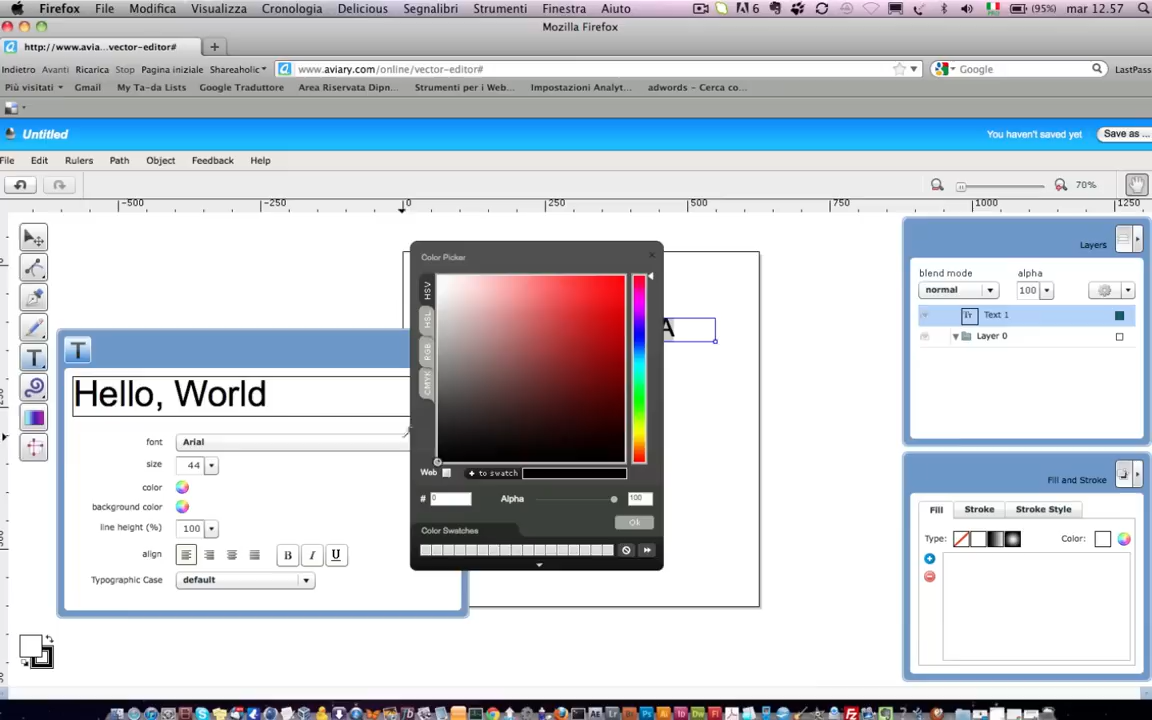 Firefox File Modifica Visualizza Cronologia Delicious Segnalibri Strumenti Finestra Aiuto 6 (95%) mar 12.57
Mozilla Firefox
http://www.avia...vector-editor#
Indietro Avanti Ricarica Stop Pagina iniziale Shareaholic www.aviary.com/online/vector-editor# Google LastPass
Più visitati Gmail My Ta-da Lists Google Traduttore Area Riservata Dipn... Strumenti per i Web... Impostazioni Analyt... adwords - Cerca co...
Untitled You haven't saved yet Save as ...
File Edit Rulers Path Object Feedback Help
70%
-500 -250 0 250 500 750 1000 1250
Layers
blend mode alpha
normal 100
Text 1
Layer 0
A
Color Picker
HSV
HSL
RGB
CMYK
Web to swatch
# 0 Alpha 100
Ok
Color Swatches
T
Hello, World
font Arial
size 44
color
background color
line height (%) 100
align B I U
Typographic Case default
Fill and Stroke
Fill Stroke Stroke Style
Type: Color: